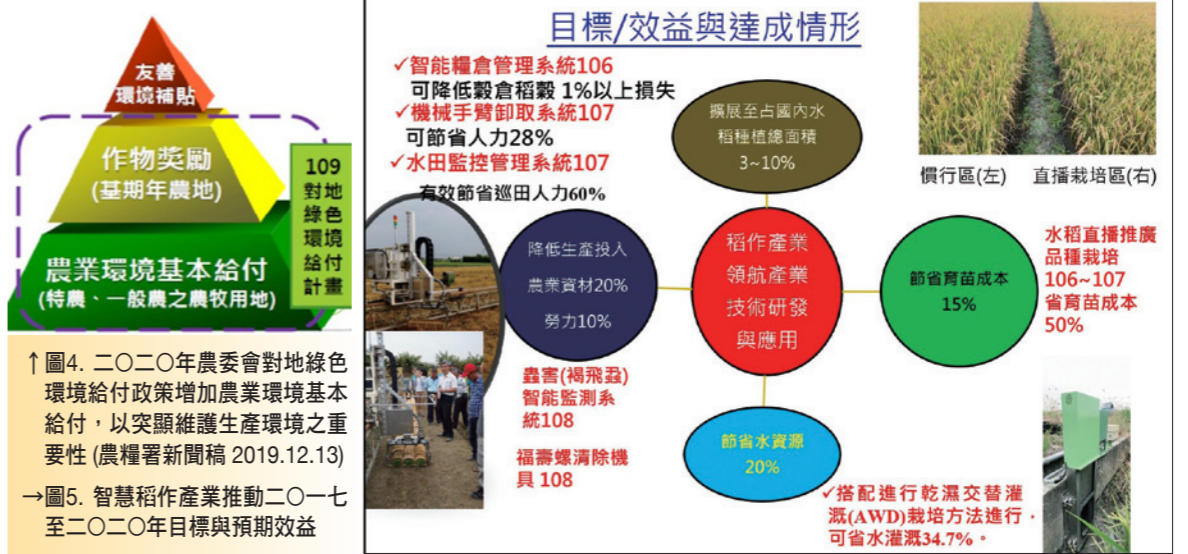 友善
環境補貼
作物獎勵
(基期年農地)
農業環境基本給付
(特農、一般農之農牧用地)
109
對地
綠色
環境
給付
計畫
↑圖4. 二〇二〇年農委會對地綠色
環境給付政策增加農業環境基本
給付，以突顯維護生產環境之重
要性 (農糧署新聞稿 2019.12.13)
→圖5. 智慧稻作產業推動二〇一七
至二〇二〇年目標與預期效益
目標/效益與達成情形
✓智能糧倉管理系統106
可降低穀倉稻穀 1%以上損失
✓機械手臂卸取系統107
可節省人力28%
✓水田監控管理系統107
有效節省巡田人力60%
擴展至占國內水
稻種植總面積
3~10%
慣行區(左) 直播栽培區(右)
降低生產投入
農業資材20%
勞力10%
稻作產業
領航產業
技術研發
與應用
節省育苗成本
15%
水稻直播推廣
品種栽培
106~107
省育苗成本
50%
蟲害(褐飛蝨)
智能監測系
統108
福壽螺清除機
具 108
節省水資源
20%
✓搭配進行乾濕交替灌
溉(AWD)栽培方法進行，
可省水灌溉34.7%。